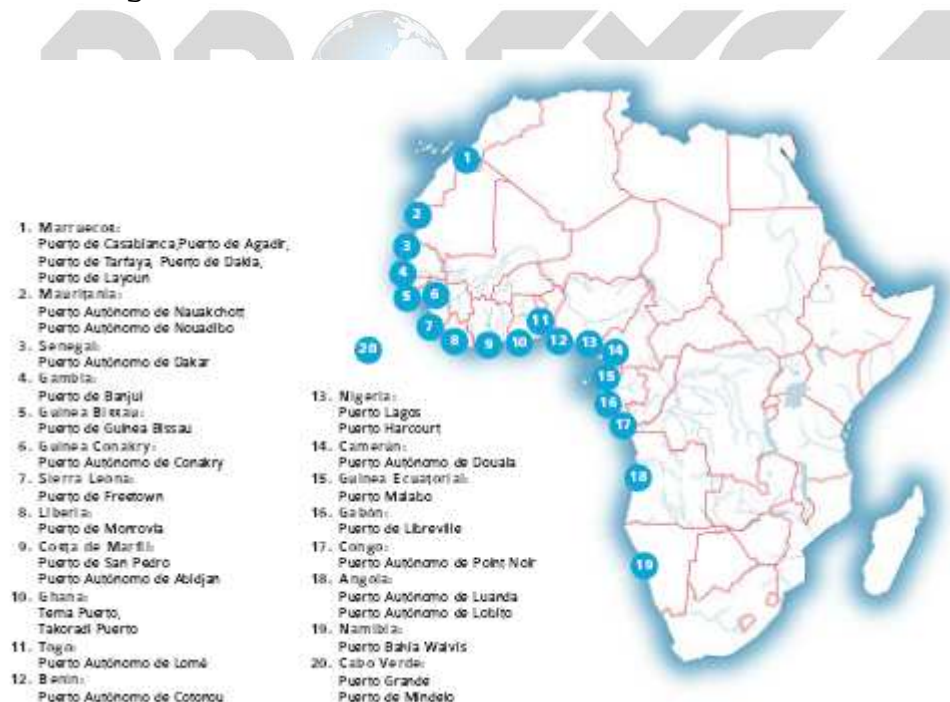 1. Marruecos:
Puerto de Casablanca,Puerto de Agadir,
Puerto de Tarfaya, Puerto de Dakla,
Puerto de Layoun
2. Mauritania:
Puerto Autónomo de Nauakchott
Puerto Autónomo de Nouadibo
3. Senegal:
Puerto Autónomo de Dakar
4. Gambia:
Puerto de Banjul
5. Guinea Bissau:
Puerto de Guinea Bissau
6. Guinea Conakry:
Puerto Autónomo de Conakry
7. Sierra Leona:
Puerto de Freetown
8. Liberia:
Puerto de Monrovia
9. Costa de Marfil:
Puerto de San Pedro
Puerto Autónomo de Abidjan
10. Ghana:
Tema Puerto,
Takoradi Puerto
11. Togo:
Puerto Autónomo de Lomé
12. Benin:
Puerto Autónomo de Cotonou
13. Nigeria:
Puerto Lagos
Puerto Harcourt
14. Camerún:
Puerto Autónomo de Douala
15. Guinea Ecuatorial:
Puerto Malabo
16. Gabón:
Puerto de Libreville
17. Congo:
Puerto Autónomo de Point Noir
18. Angola:
Puerto Autónomo de Luanda
Puerto Autónomo de Lobito
19. Namibia:
Puerto Bahia Walvis
20. Cabo Verde:
Puerto Grande
Puerto de Mindelo
1
2
3
4
5
6
7
8
9
10
11
12
13
14
15
16
17
18
19
20